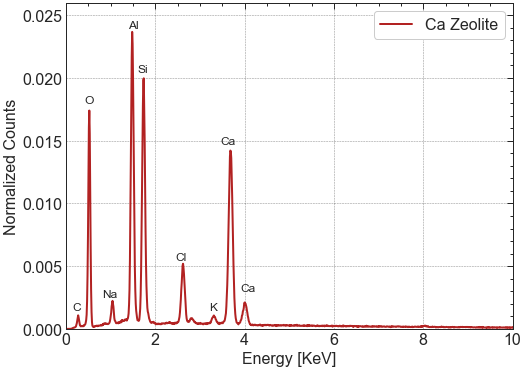 0.025
0.020
0.015
0.010
0.005
0.000
Normalized Counts
Ca Zeolite
C
O
Na
Al
Si
Cl
K
Ca
Ca
0 2 4 6 8 10
Energy [KeV]